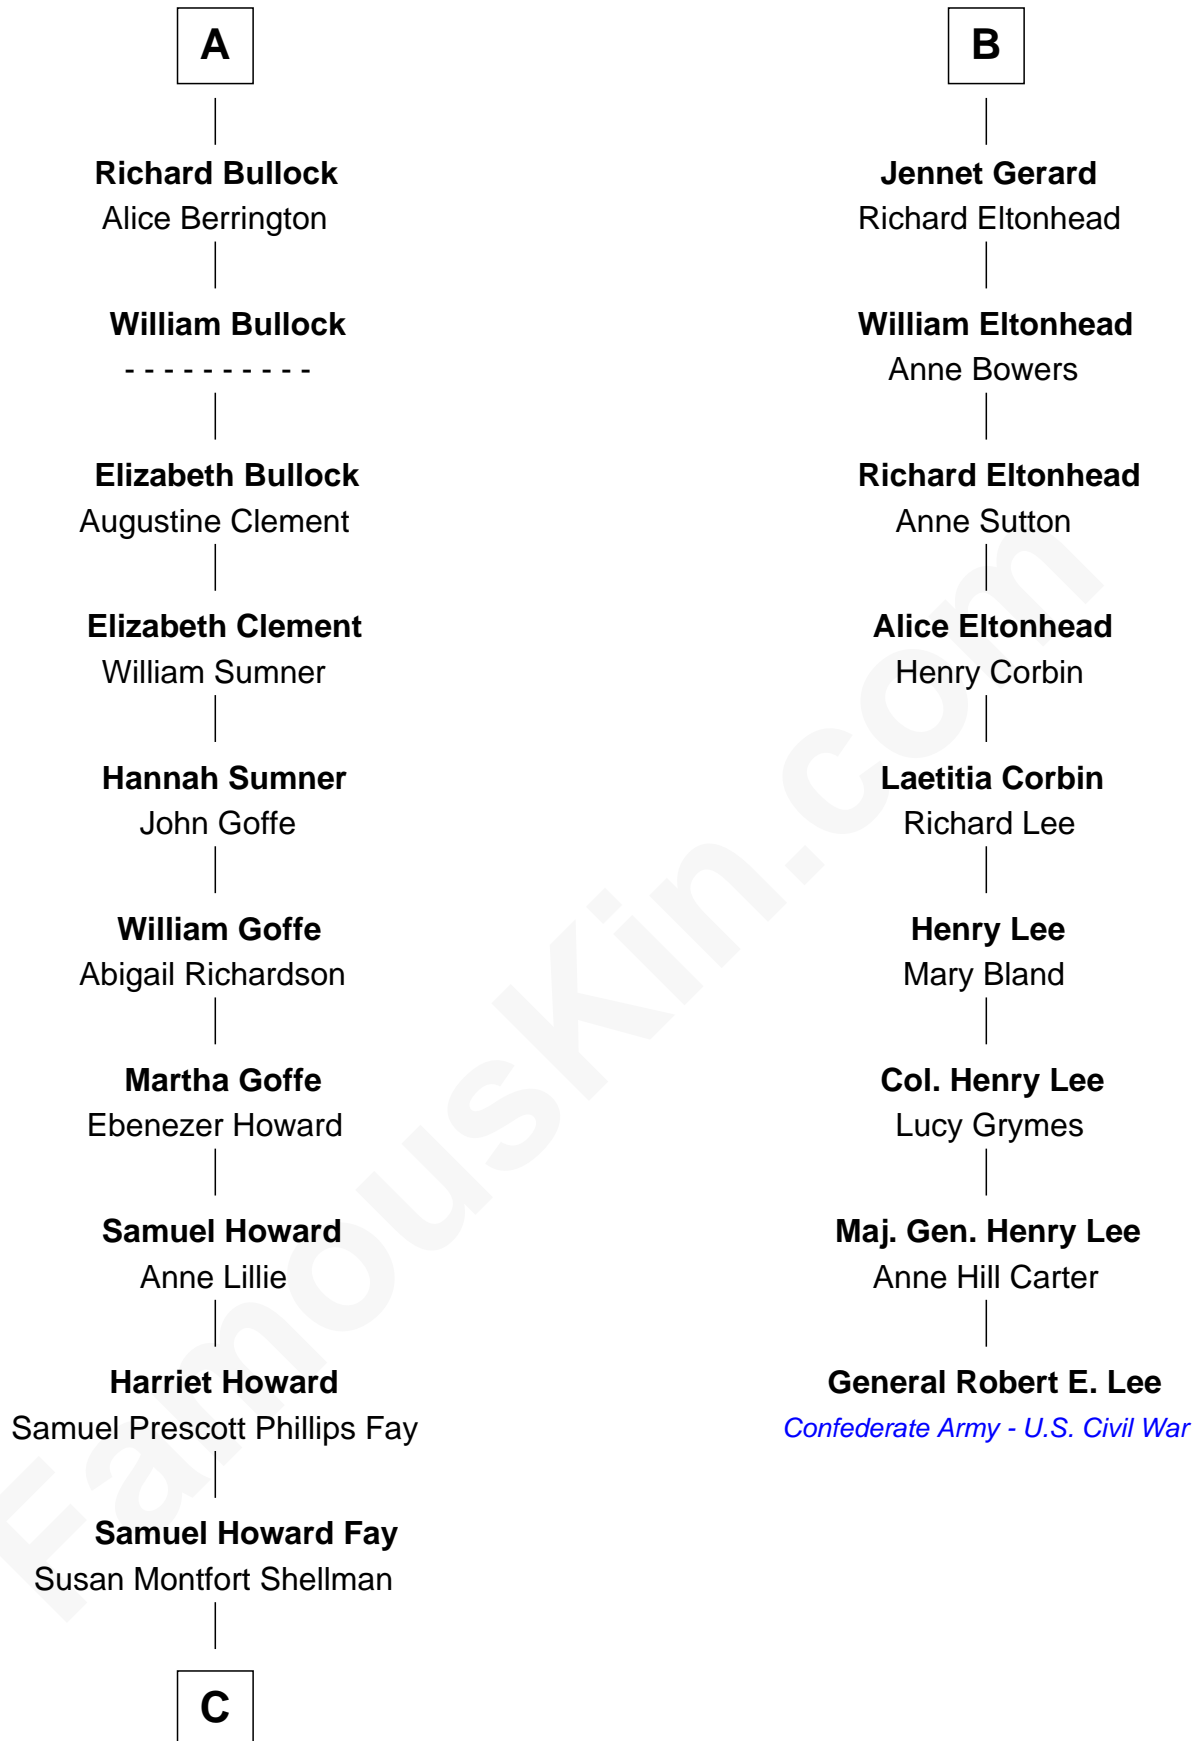 A
Richard Bullock
Alice Berrington
William Bullock
- - - - - - - - - -
Elizabeth Bullock
Augustine Clement
Elizabeth Clement
William Sumner
Hannah Sumner
John Goffe
William Goffe
Abigail Richardson
Martha Goffe
Ebenezer Howard
Samuel Howard
Anne Lillie
Harriet Howard
Samuel Prescott Phillips Fay
Samuel Howard Fay
Susan Montfort Shellman
C
B
Jennet Gerard
Richard Eltonhead
William Eltonhead
Anne Bowers
Richard Eltonhead
Anne Sutton
Alice Eltonhead
Henry Corbin
Laetitia Corbin
Richard Lee
Henry Lee
Mary Bland
Col. Henry Lee
Lucy Grymes
Maj. Gen. Henry Lee
Anne Hill Carter
General Robert E. Lee
Confederate Army - U.S. Civil War
FamousKin.com